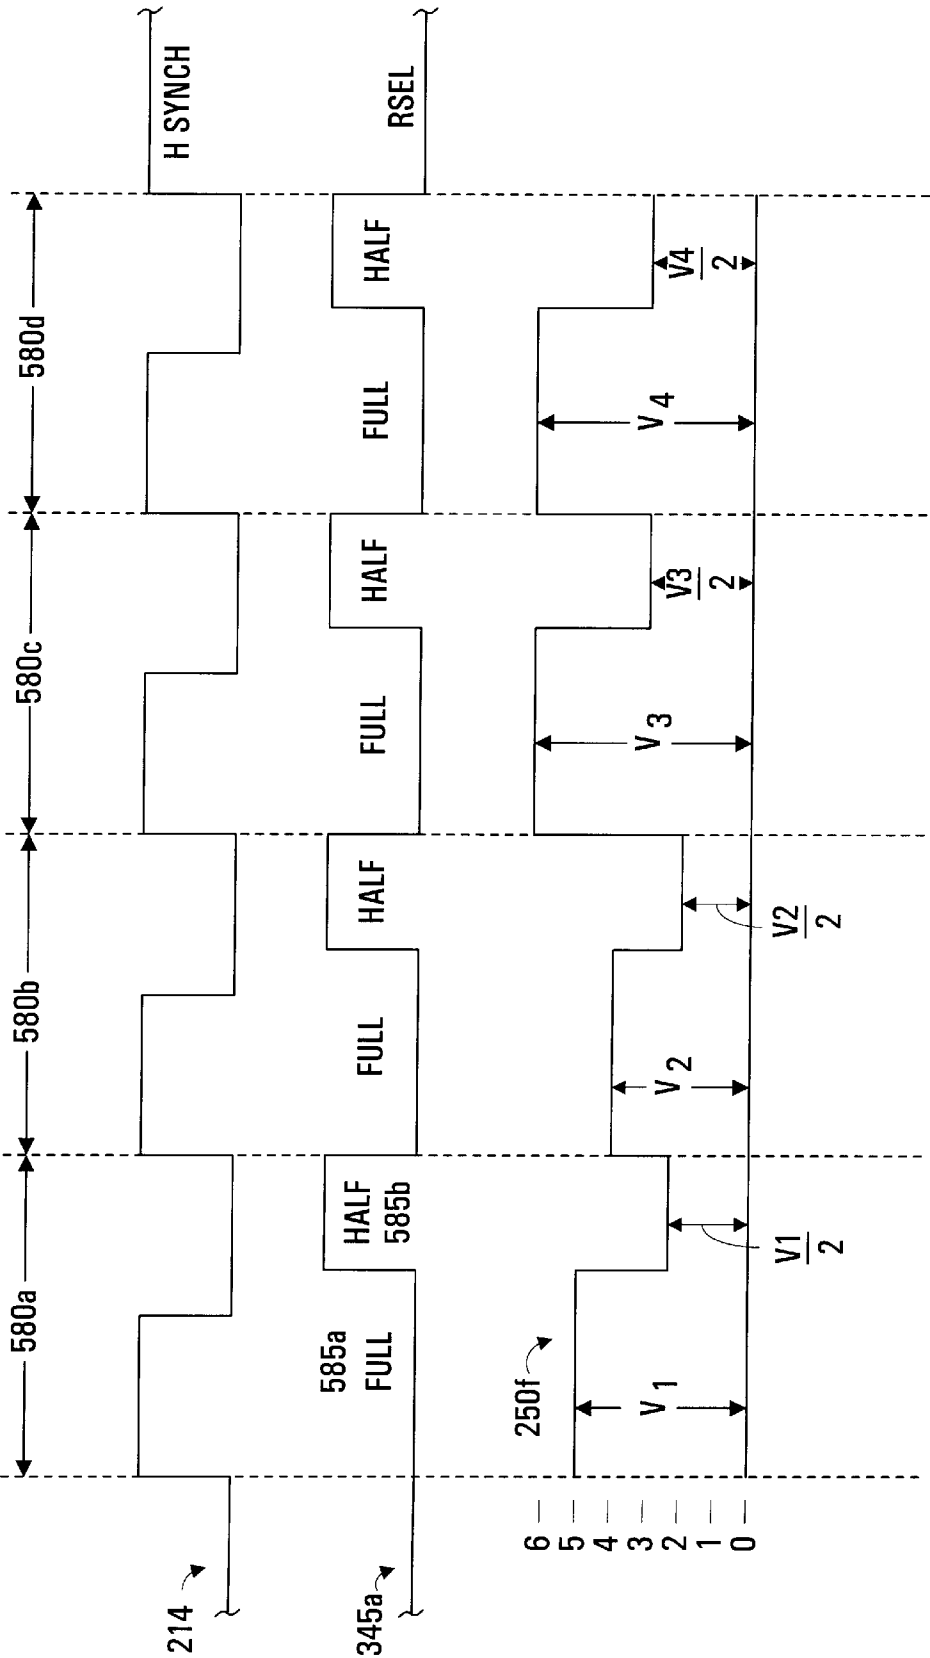 580a
580b
580c
580d
214
H SYNCH
345a
585a
FULL
HALF
585b
FULL
HALF
FULL
HALF
FULL
HALF
RSEL
250f
6
5
4
3
2
1
0
V1
V1
2
V2
V2
2
V3
V3
2
V4
V4
2